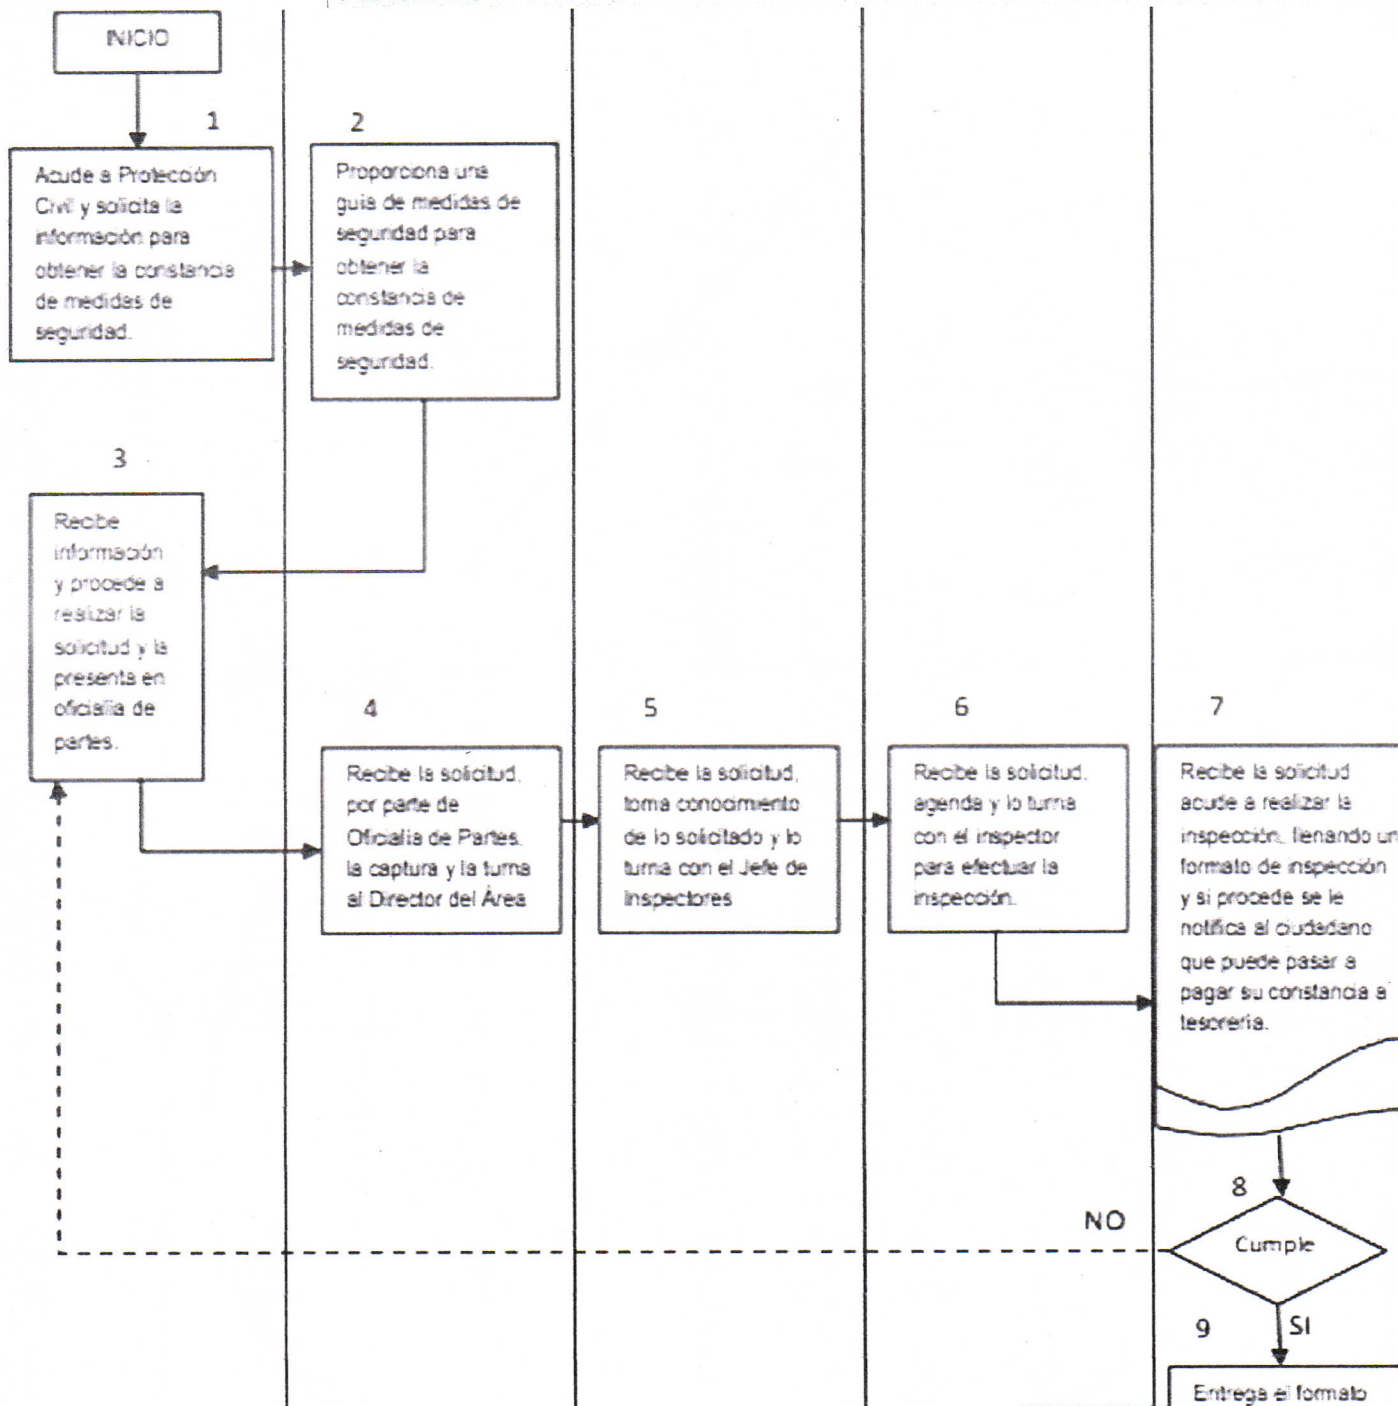 INICIO
1
Acude a Protección
Civil y solicita la
información para
obtener la constancia
de medidas de
seguridad.
2
Proporciona una
guia de medidas de
seguridad para
obtener la
constancia de
medidas de
seguridad.
3
Recibe
información
y procede a
realizar la
solicitud y la
presenta en
oficialia de
partes.
4
Recibe la solicitud,
por parte de
Oficialia de Partes,
la captura y la turna
al Director del Área
5
Recibe la solicitud,
toma conocimiento
de lo solicitado y lo
turna con el Jefe de
Inspectores
6
Recibe la solicitud,
agenda y lo turna
con el inspector
para efectuar la
inspección.
7
Recibe la solicitud
acude a realizar la
inspección, llenando un
formato de inspección
y si procede se le
notifica al ciudadano
que puede pasar a
pagar su constancia a
tesorería.
8
Cumple
NO
9
SI
Entrega el formato